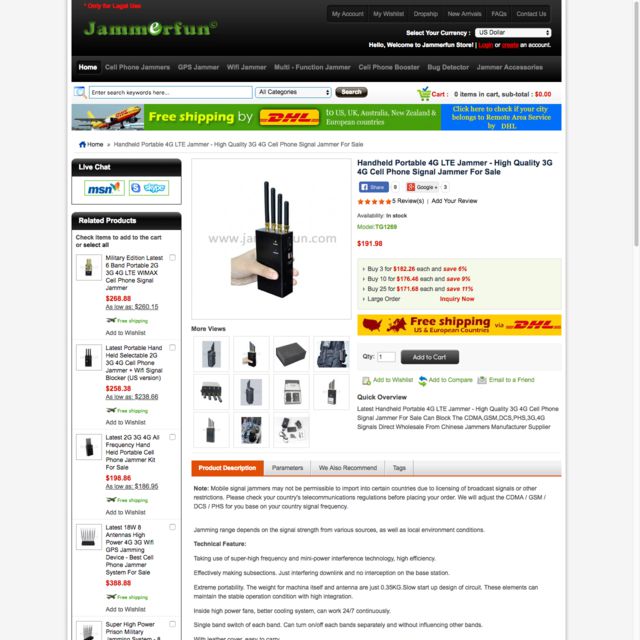 * Only for Legal Use
My Account | My Wishlist | Dropship | New Arrivals | FAQs | Contact Us
Jammerfun
Select Your Currency : US Dollar
Hello, Welcome to Jammerfun Store! | Login or create an account.
Home Cell Phone Jammers GPS Jammer Wifi Jammer Multi - Function Jammer Cell Phone Booster Bug Detector Jammer Accessories
Enter search keywords here... All Categories Search
Cart : 0 items in cart, sub-total : $0.00
Free shipping by DHL to US, UK, Australia, New Zealand &
European countries
Click here to check if your city
belongs to Remote Area Service
by DHL
Home » Handheld Portable 4G LTE Jammer - High Quality 3G 4G Cell Phone Signal Jammer For Sale
Live Chat
msn skype
Related Products
Check items to add to the cart
or select all
Military Edition Latest
6 Band Portable 2G
3G 4G LTE WIMAX
Cell Phone Signal
Jammer
$268.88
As low as: $260.15
Free shipping
Add to Wishlist
Latest Portable Hand
Held Selectable 2G
3G 4G Cell Phone
Jammer + Wifi Signal
Blocker (US version)
$258.38
As low as: $238.66
Free shipping
Add to Wishlist
Latest 2G 3G 4G All
Frequency Hand
Held Portable Cell
Phone Jammer Kit
For Sale
$198.86
As low as: $186.95
Free shipping
Add to Wishlist
Latest 18W 8
Antennas High
Power 4G 3G Wifi
GPS Jamming
Device - Best Cell
Phone Jammer
System For Sale
$388.88
Free shipping
Add to Wishlist
Super High Power
Prison Military
Jamming System - 8
www.jammerfun.com
More Views
Handheld Portable 4G LTE Jammer - High Quality 3G
4G Cell Phone Signal Jammer For Sale
Share 9 Google + 3
5 Review(s) | Add Your Review
Availability: In stock
Model:TG1289
$191.98
Buy 3 for $182.26 each and save 6%
Buy 10 for $176.46 each and save 9%
Buy 25 for $171.68 each and save 11%
Large Order Inquiry Now
Free shipping via DHL
US & European Countries
Qty: 1 Add to Cart
Add to Wishlist Add to Compare Email to a Friend
Quick Overview
Latest Handheld Portable 4G LTE Jammer - High Quality 3G 4G Cell Phone
Signal Jammer For Sale Can Block The CDMA,GSM,DCS,PHS,3G,4G
Signals Direct Wholesale From Chinese Jammers Manufacturer Supplier
Product Description Parameters We Also Recommend Tags
Note: Mobile signal jammers may not be permissible to import into certain countries due to licensing of broadcast signals or other
restrictions. Please check your country's telecommunications regulations before placing your order. We will adjust the CDMA / GSM /
DCS / PHS for you base on your country signal frequency.
Jamming range depends on the signal strength from various sources, as well as local environment conditions.
Technical Feature:
Taking use of super-high frequency and mini-power interference technology, high efficiency.
Effectively making subsections. Just interfering downlink and no interception on the base station.
Extreme portability. The weight for machina itself and antenna are just 0.35KG.Slow start up design of circuit. These elements can
maintain the stable operation condition with high integration.
Inside high power fans, better cooling system, can work 24/7 continuously.
Single band switch of each band. Can turn on/off each bands separately and without influencing other bands.
With leather cover, easy to carry.